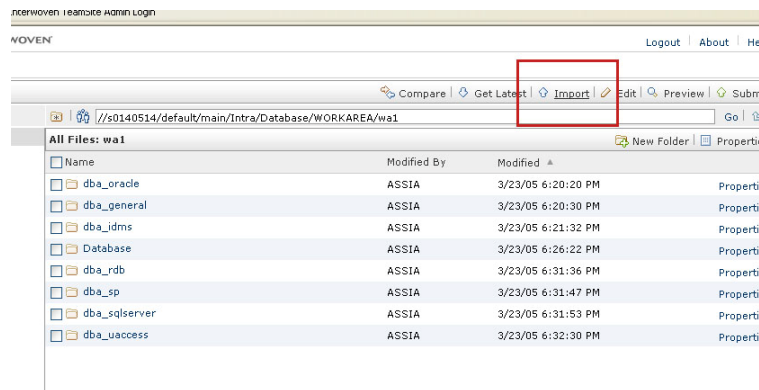 Interwoven TeamSite Admin Login
WOVEN
Logout | About | He
Compare | Get Latest | Import | Edit | Preview | Subm
//s0140514/default/main/Intra/Database/WORKAREA/wa1 Go
All Files: wa1 New Folder | Properti
Name Modified By Modified
dba_oracle ASSIA 3/23/05 6:20:20 PM Properti
dba_general ASSIA 3/23/05 6:20:30 PM Properti
dba_idms ASSIA 3/23/05 6:21:32 PM Properti
Database ASSIA 3/23/05 6:26:22 PM Properti
dba_rdb ASSIA 3/23/05 6:31:36 PM Properti
dba_sp ASSIA 3/23/05 6:31:47 PM Properti
dba_sqlserver ASSIA 3/23/05 6:31:53 PM Properti
dba_uaccess ASSIA 3/23/05 6:32:30 PM Properti